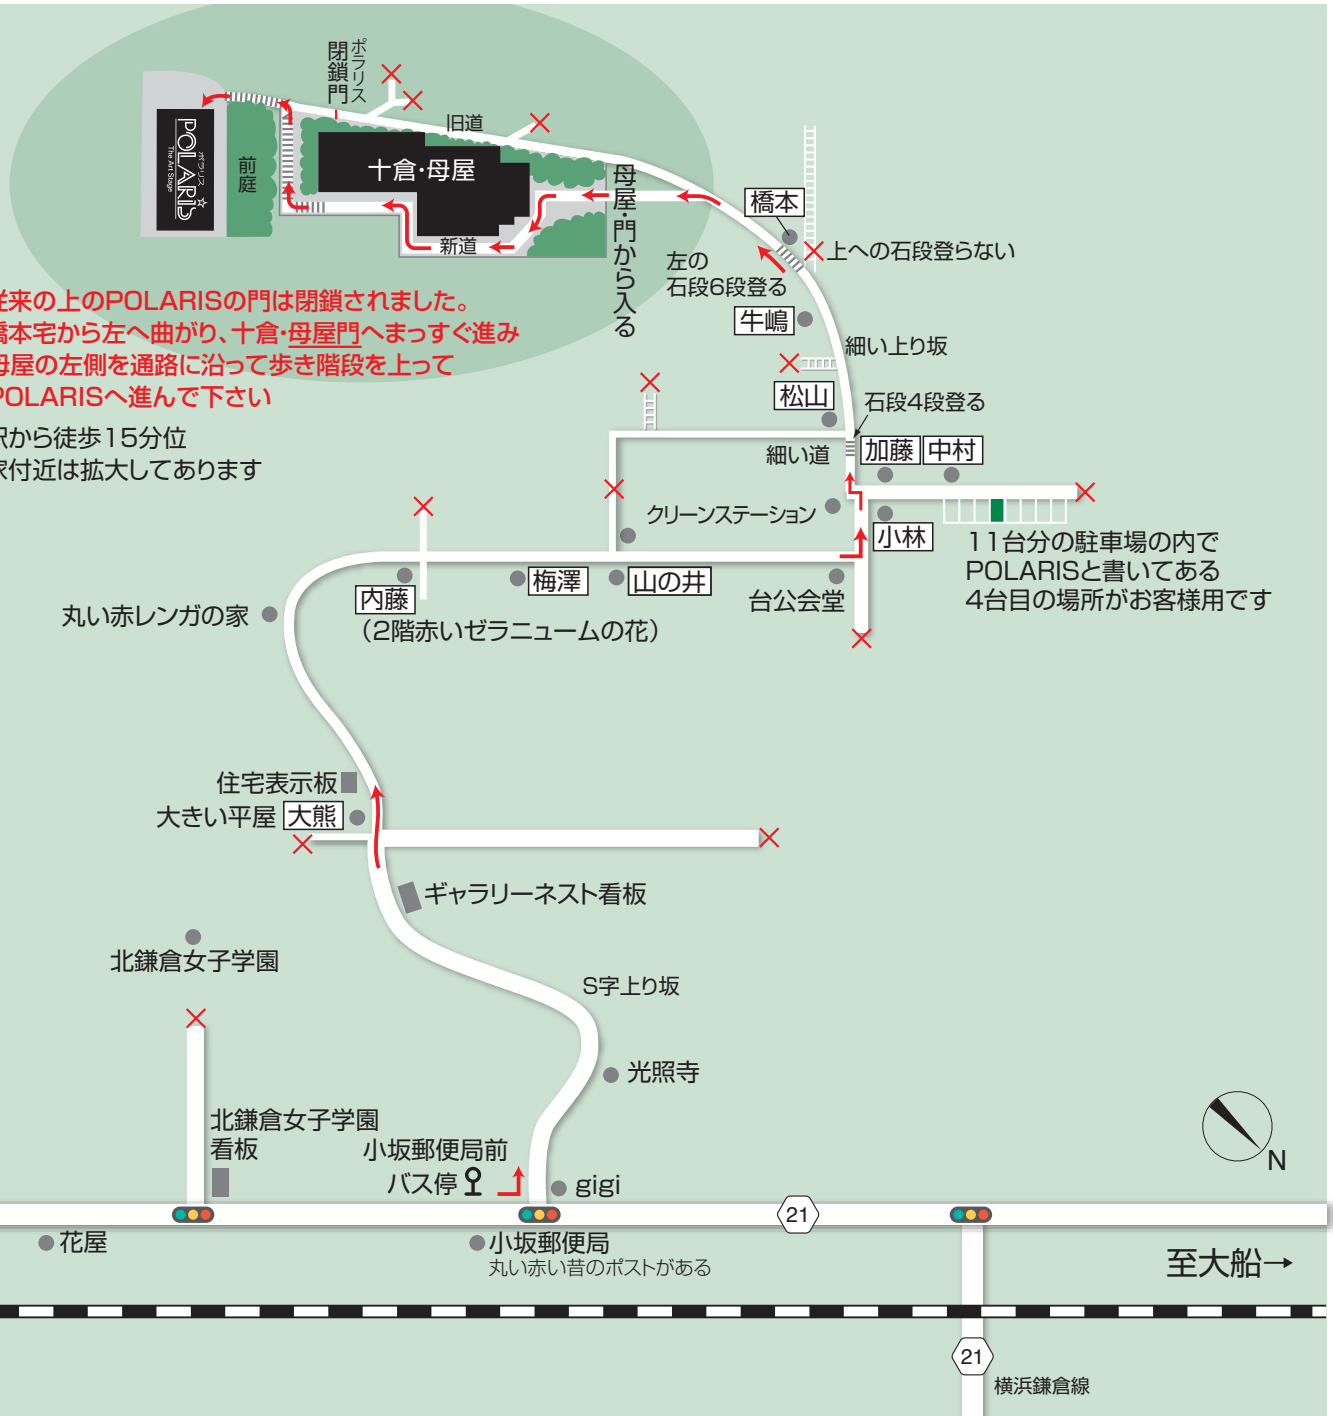 ポラリス
閉鎖門
旧道
POLARIS
ポラリス
The Art Stage
前庭
十倉・母屋
新道
母屋・門から入る
橋本
上への石段登らない
左の
石段6段登る
牛嶋
細い上り坂
従来の上のPOLARISの門は閉鎖されました。
橋本宅から左へ曲がり、十倉・母屋門へまっすぐ進み
母屋の左側を通路に沿って歩き階段を上って
POLARISへ進んで下さい
駅から徒歩15分位
家付近は拡大してあります
松山
石段4段登る
細い道
加藤
中村
クリーンステーション
小林
11台分の駐車場の内で
POLARISと書いてある
4台目の場所がお客様用です
内藤
(2階赤いゼラニュームの花)
梅澤
山の井
台公会堂
丸い赤レンガの家
住宅表示板
大きい平屋
大熊
ギャラリーネスト看板
北鎌倉女子学園
S字上り坂
光照寺
北鎌倉女子学園
看板
小坂郵便局前
バス停
gigi
N
21
花屋
小坂郵便局
丸い赤い昔のポストがある
至大船→
21
横浜鎌倉線